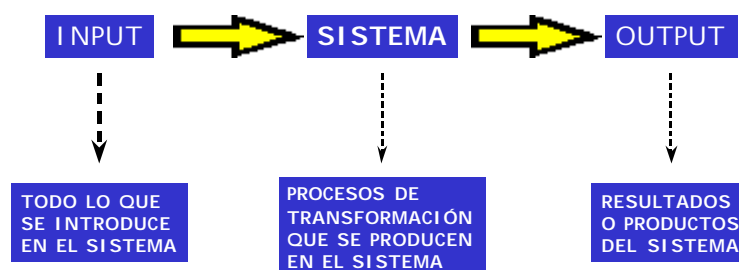 INPUT
SISTEMA
OUTPUT
TODO LO QUE
SE INTRODUCE
EN EL SISTEMA
PROCESOS DE
TRANSFORMACIÓN
QUE SE PRODUCEN
EN EL SISTEMA
RESULTADOS
O PRODUCTOS
DEL SISTEMA